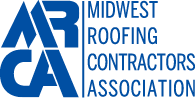 MR
CA
MIDWEST
ROOFING
CONTRACTORS
ASSOCIATION